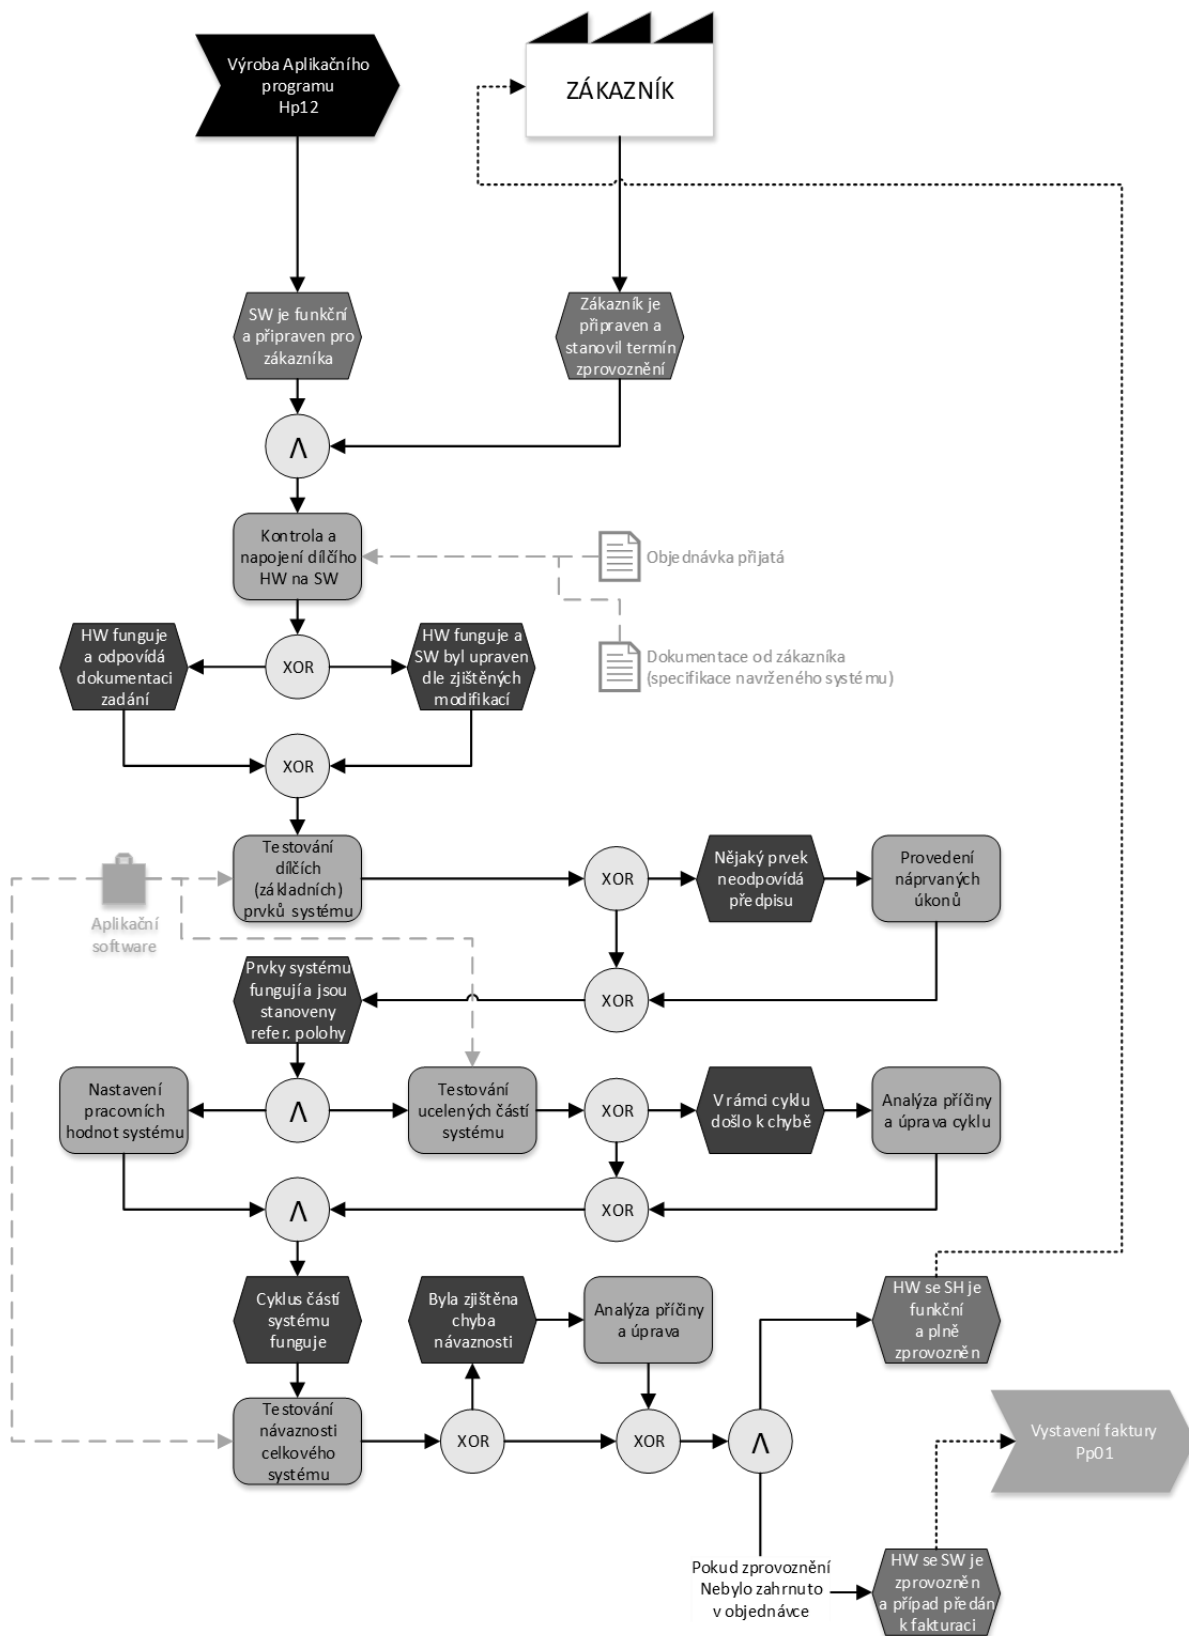 Výroba Aplikačního
programu
Hp12
ZÁKAZNÍK
SW je funkční
a připraven pro
zákazníka
Zákazník je
připraven a
stanovil termín
zprovoznění
Λ
Kontrola a
napojení dílčího
HW na SW
Objednávka přijatá
HW funguje
a odpovídá
dokumentaci
zadání
XOR
HW funguje a
SW byl upraven
dle zjištěných
modifikací
Dokumentace od zákazníka
(specifikace navrženého systému)
XOR
Aplikační
software
Testování
dílčích
(základních)
prvků systému
XOR
Nějaký prvek
neodpovídá
předpisu
Provedení
náprvaných
úkonů
Prvky systému
fungují a jsou
stanoveny
refer. polohy
XOR
Nastavení
pracovních
hodnot systému
Λ
Testování
ucelených částí
systému
XOR
V rámci cyklu
došlo k chybě
Analýza příčiny
a úprava cyklu
Λ
XOR
Cyklus částí
systému
funguje
Byla zjištěna
chyba
návaznosti
Analýza příčiny
a úprava
HW se SH je
funkční
a plně
zprovozněn
Testování
návaznosti
celkového
systému
XOR
XOR
Λ
Vystavení faktury
Pp01
Pokud zprovoznění
Nebylo zahrnuto
v objednávce
HW se SW je
zprovozněn
a případ předán
k fakturaci